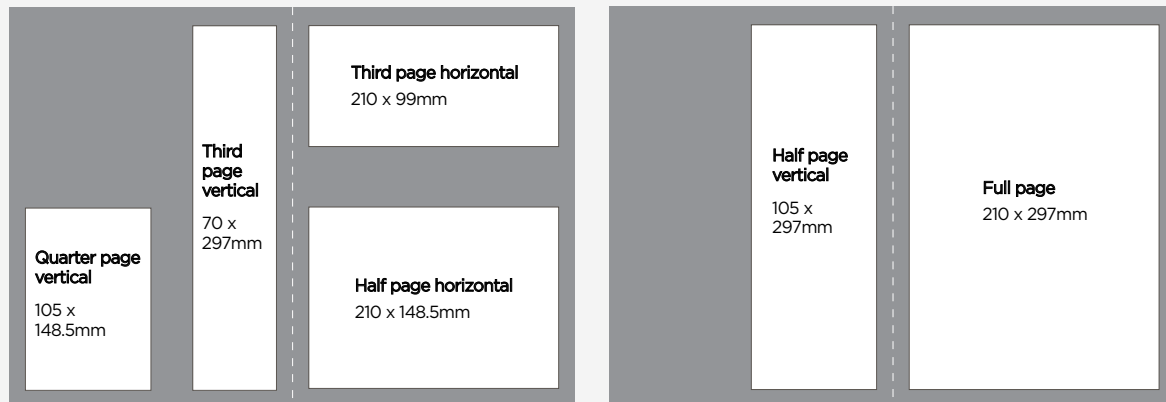 Quarter page
vertical
105 x
148.5mm
Third
page
vertical
70 x
297mm
Third page horizontal
210 x 99mm
Half page horizontal
210 x 148.5mm
Half page
vertical
105 x
297mm
Full page
210 x 297mm